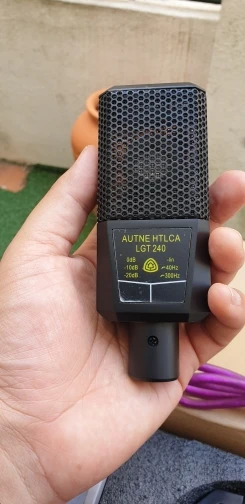 AUTNE HTLCA
LGT 240
0dB
-10dB
-20dB
40Hz
300Hz